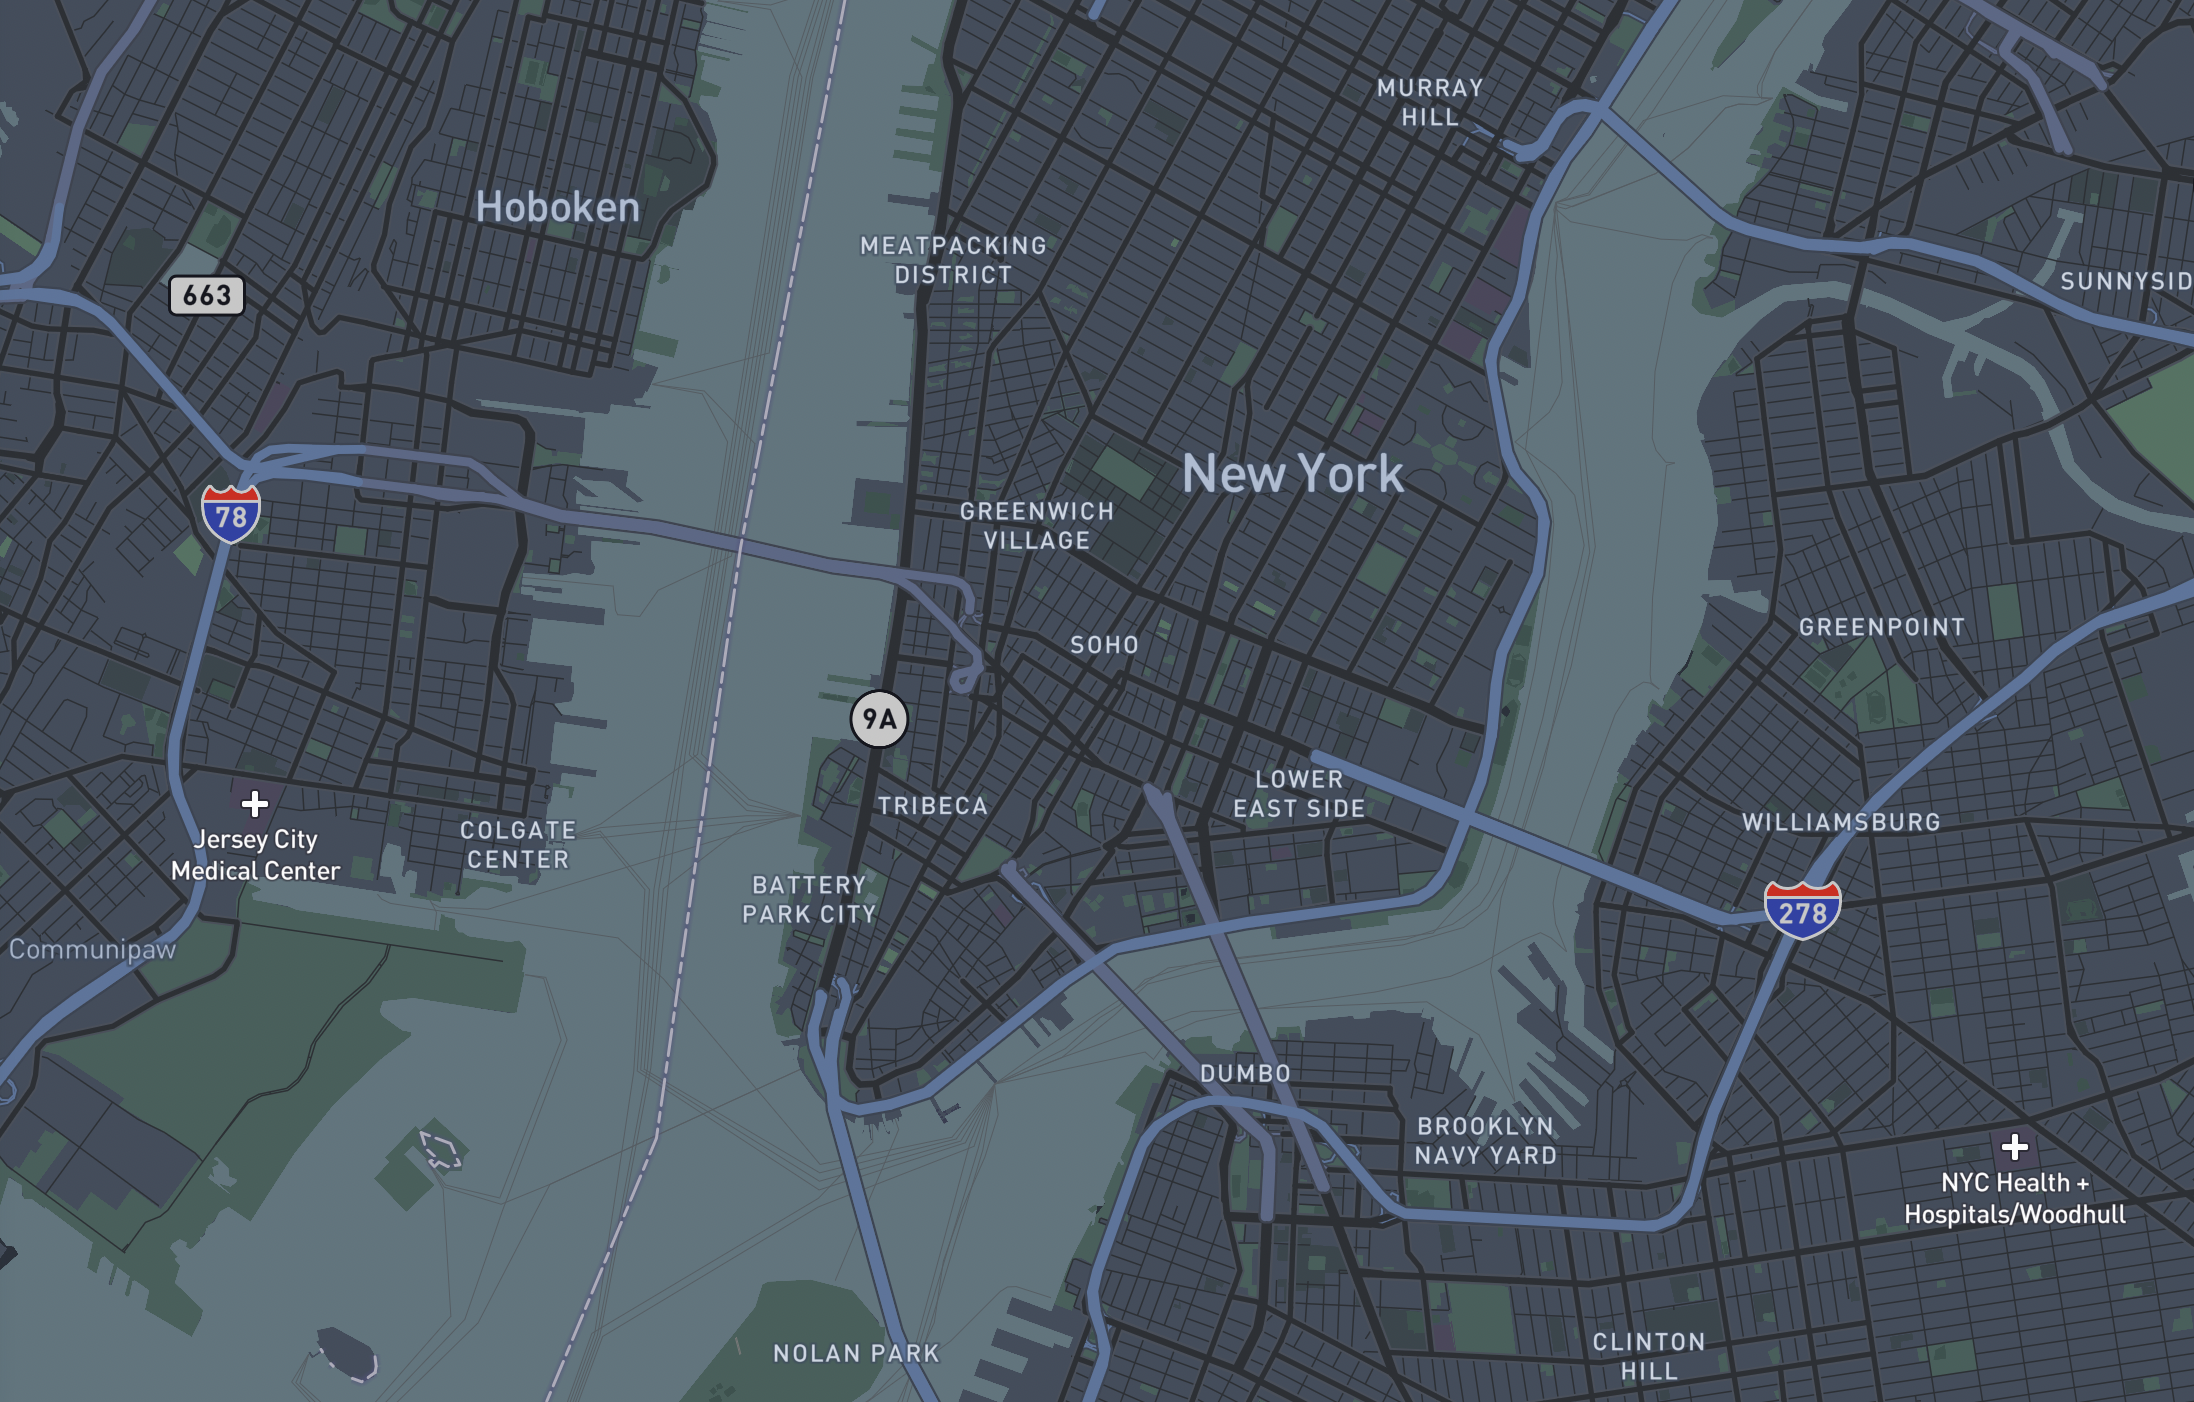 MURRAY
HILL
Hoboken
MEATPACKING
DISTRICT
SUNNYSID
663
New York
78
GREENWICH
VILLAGE
GREENPOINT
SOHO
9A
LOWER
EAST SIDE
TRIBECA
WILLIAMSBURG
Jersey City
Medical Center
COLGATE
CENTER
BATTERY
PARK CITY
278
Communipaw
DUMBO
BROOKLYN
NAVY YARD
NYC Health +
Hospitals/Woodhull
NOLAN PARK
CLINTON
HILL